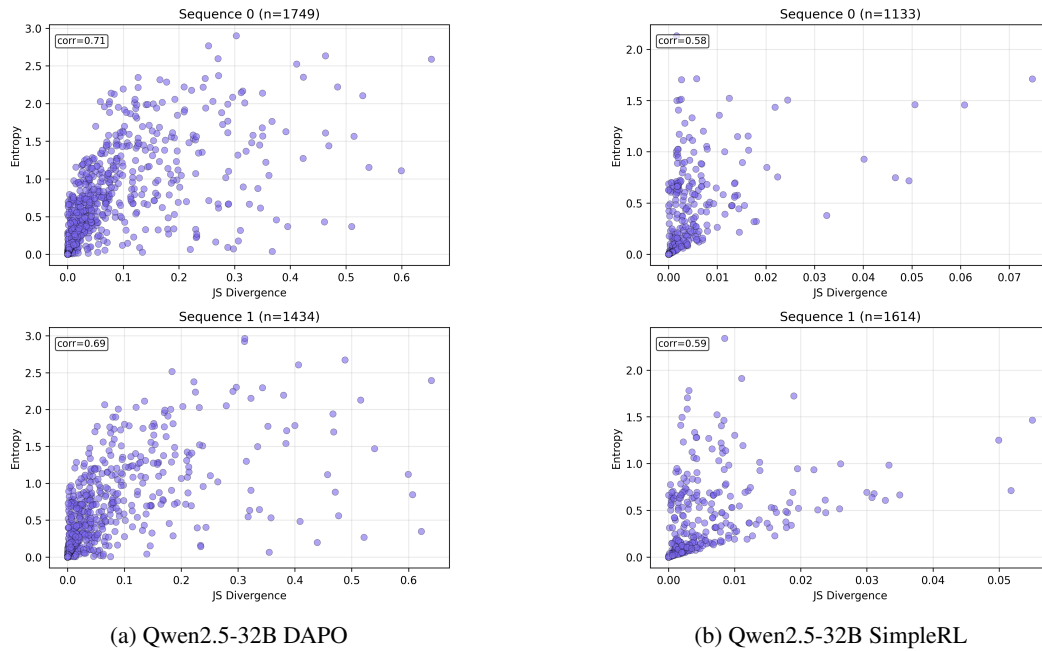 Sequence 0 (n=1749)
corr=0.71
3.0
2.5
2.0
1.5
1.0
0.5
0.0
Entropy
0.0 0.1 0.2 0.3 0.4 0.5 0.6
JS Divergence
Sequence 1 (n=1434)
corr=0.69
3.0
2.5
2.0
1.5
1.0
0.5
0.0
Entropy
0.0 0.1 0.2 0.3 0.4 0.5 0.6
JS Divergence
(a) Qwen2.5-32B DAPO
Sequence 0 (n=1133)
corr=0.58
2.0
1.5
1.0
0.5
0.0
Entropy
0.00 0.01 0.02 0.03 0.04 0.05 0.06 0.07
JS Divergence
Sequence 1 (n=1614)
corr=0.59
2.0
1.5
1.0
0.5
0.0
Entropy
0.00 0.01 0.02 0.03 0.04 0.05
JS Divergence
(b) Qwen2.5-32B SimpleRL